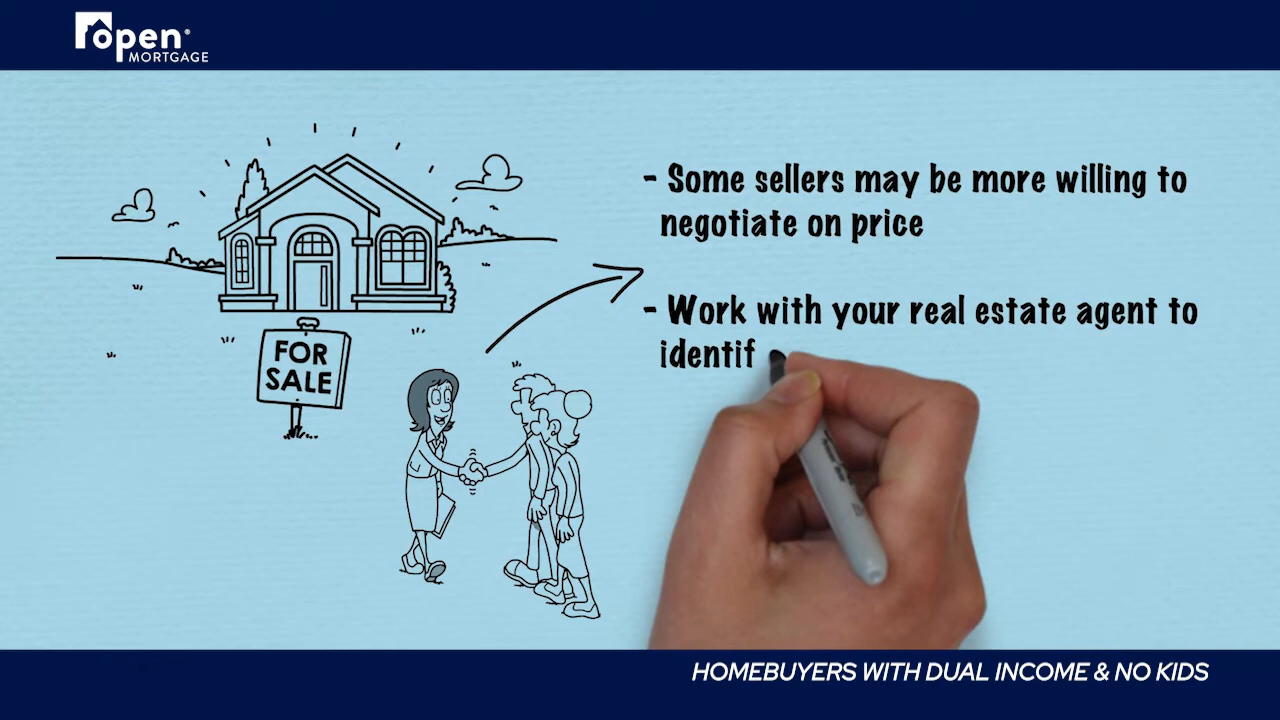 open®
MORTGAGE
- Some sellers may be more willing to
negotiate on price
- Work with your real estate agent to
identif
FOR
SALE
HOMEBUYERS WITH DUAL INCOME & NO KIDS